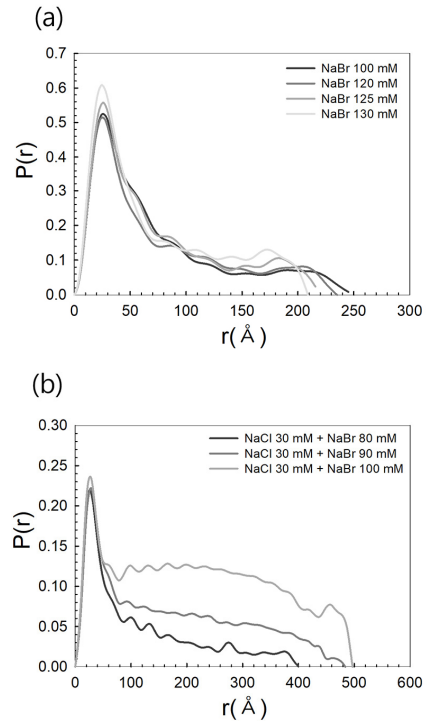 (a)
0.7
0.6
0.5
0.4
0.3
0.2
0.1
0.0
P(r)
NaBr 100 mM
NaBr 120 mM
NaBr 125 mM
NaBr 130 mM
0 50 100 150 200 250 300
r(Å)
(b)
0.30
0.25
0.20
0.15
0.10
0.05
0.00
P(r)
NaCl 30 mM + NaBr 80 mM
NaCl 30 mM + NaBr 90 mM
NaCl 30 mM + NaBr 100 mM
0 100 200 300 400 500 600
r(Å)